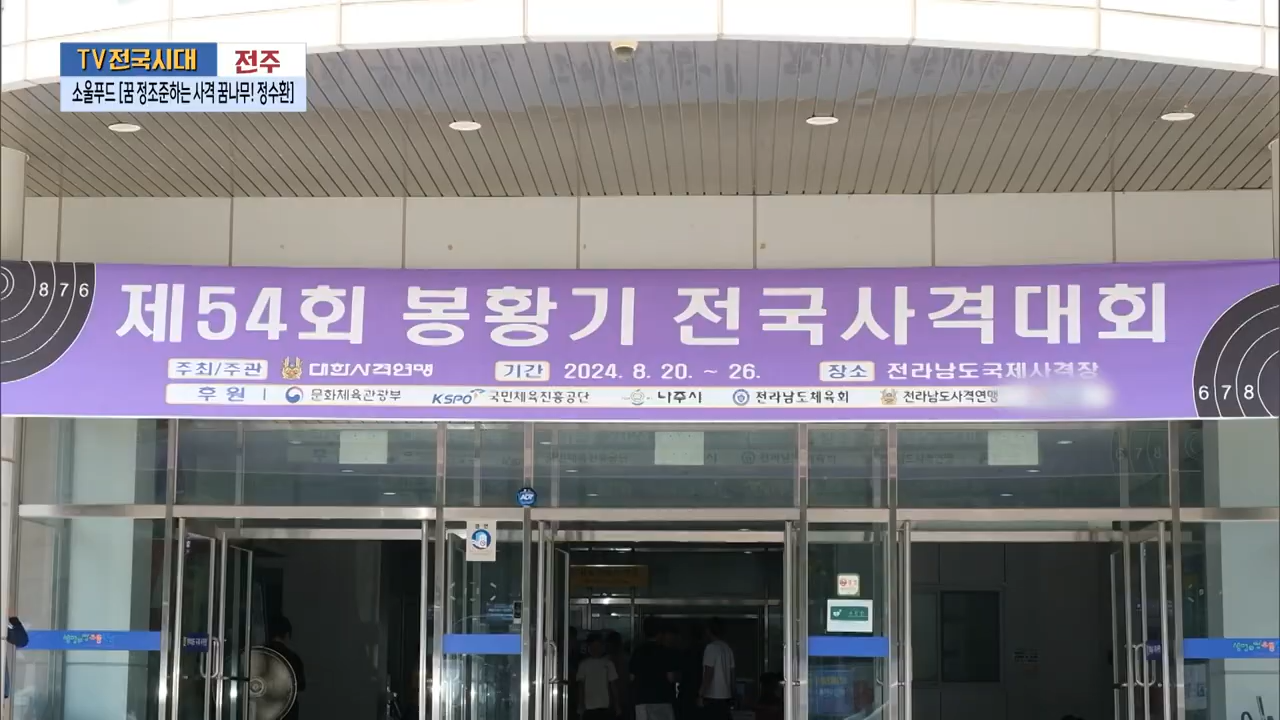 TV전국시대 전주
소울푸드 [꿈 정조준하는 사격 꿈나무! 정수환]
8 7 6
제54회 봉황기 전국사격대회
주최/주관 대한사격연맹 기간 2024. 8. 20. ~ 26. 장소 전라남도국제사격장
후원 | 문화체육관광부 KSPO 국민체육진흥공단 나주시 전라남도체육회 전라남도사격연맹
6 7 8
ADT